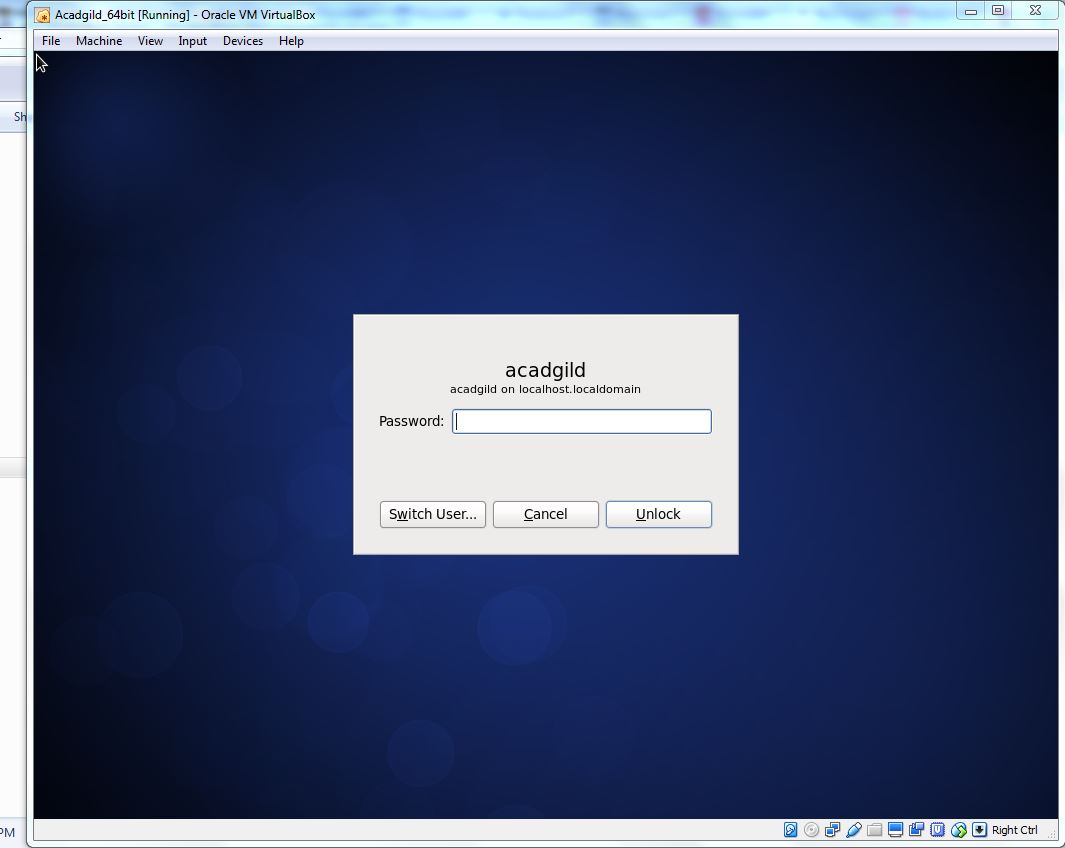 Acadgild_64bit [Running] - Oracle VM VirtualBox
File Machine View Input Devices Help
Sh
acadgild
acadgild on localhost.localdomain
Password:
Switch User... Cancel Unlock
PM
Right Ctrl